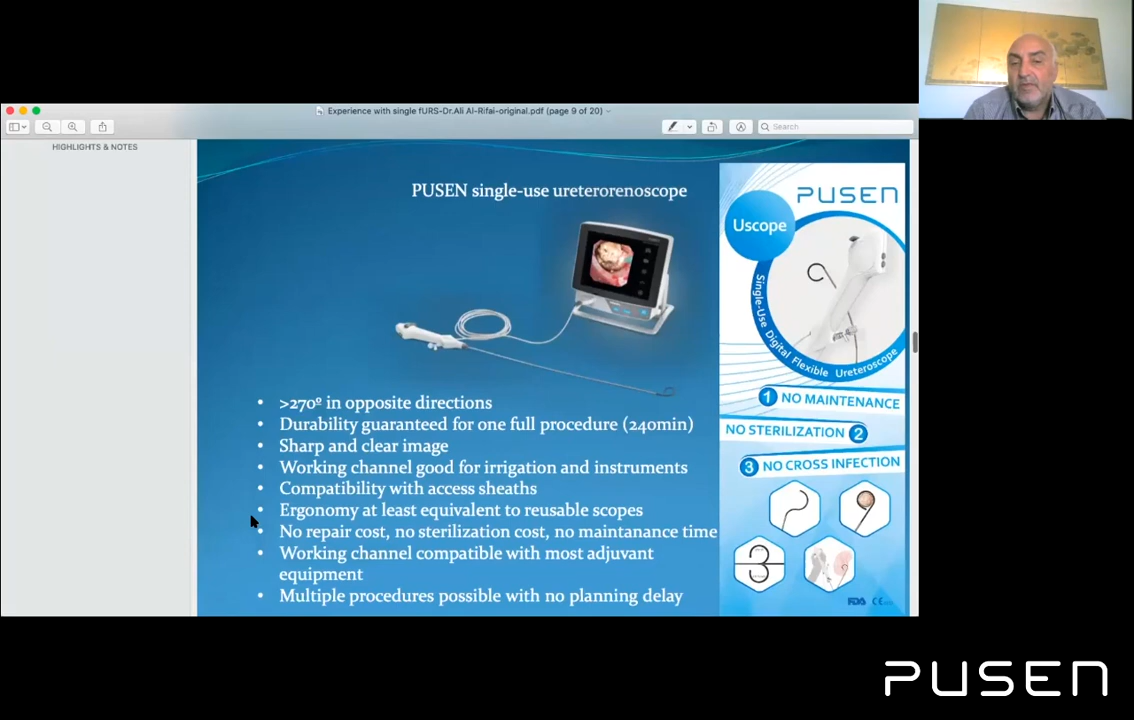 Experience with single fURS-Dr.Ali Al-Rifai-original.pdf (page 9 of 20)
Search
HIGHLIGHTS & NOTES
PUSEN single-use ureterorenoscope
>270º in opposite directions
Durability guaranteed for one full procedure (240min)
Sharp and clear image
Working channel good for irrigation and instruments
Compatibility with access sheaths
Ergonomy at least equivalent to reusable scopes
No repair cost, no sterilization cost, no maintanance time
Working channel compatible with most adjuvant
equipment
Multiple procedures possible with no planning delay
PUSEN
Uscope
Single-Use Digital Flexible Ureteroscope
1 NO MAINTENANCE
NO STERILIZATION 2
3 NO CROSS INFECTION
FDA CE
PUSEN